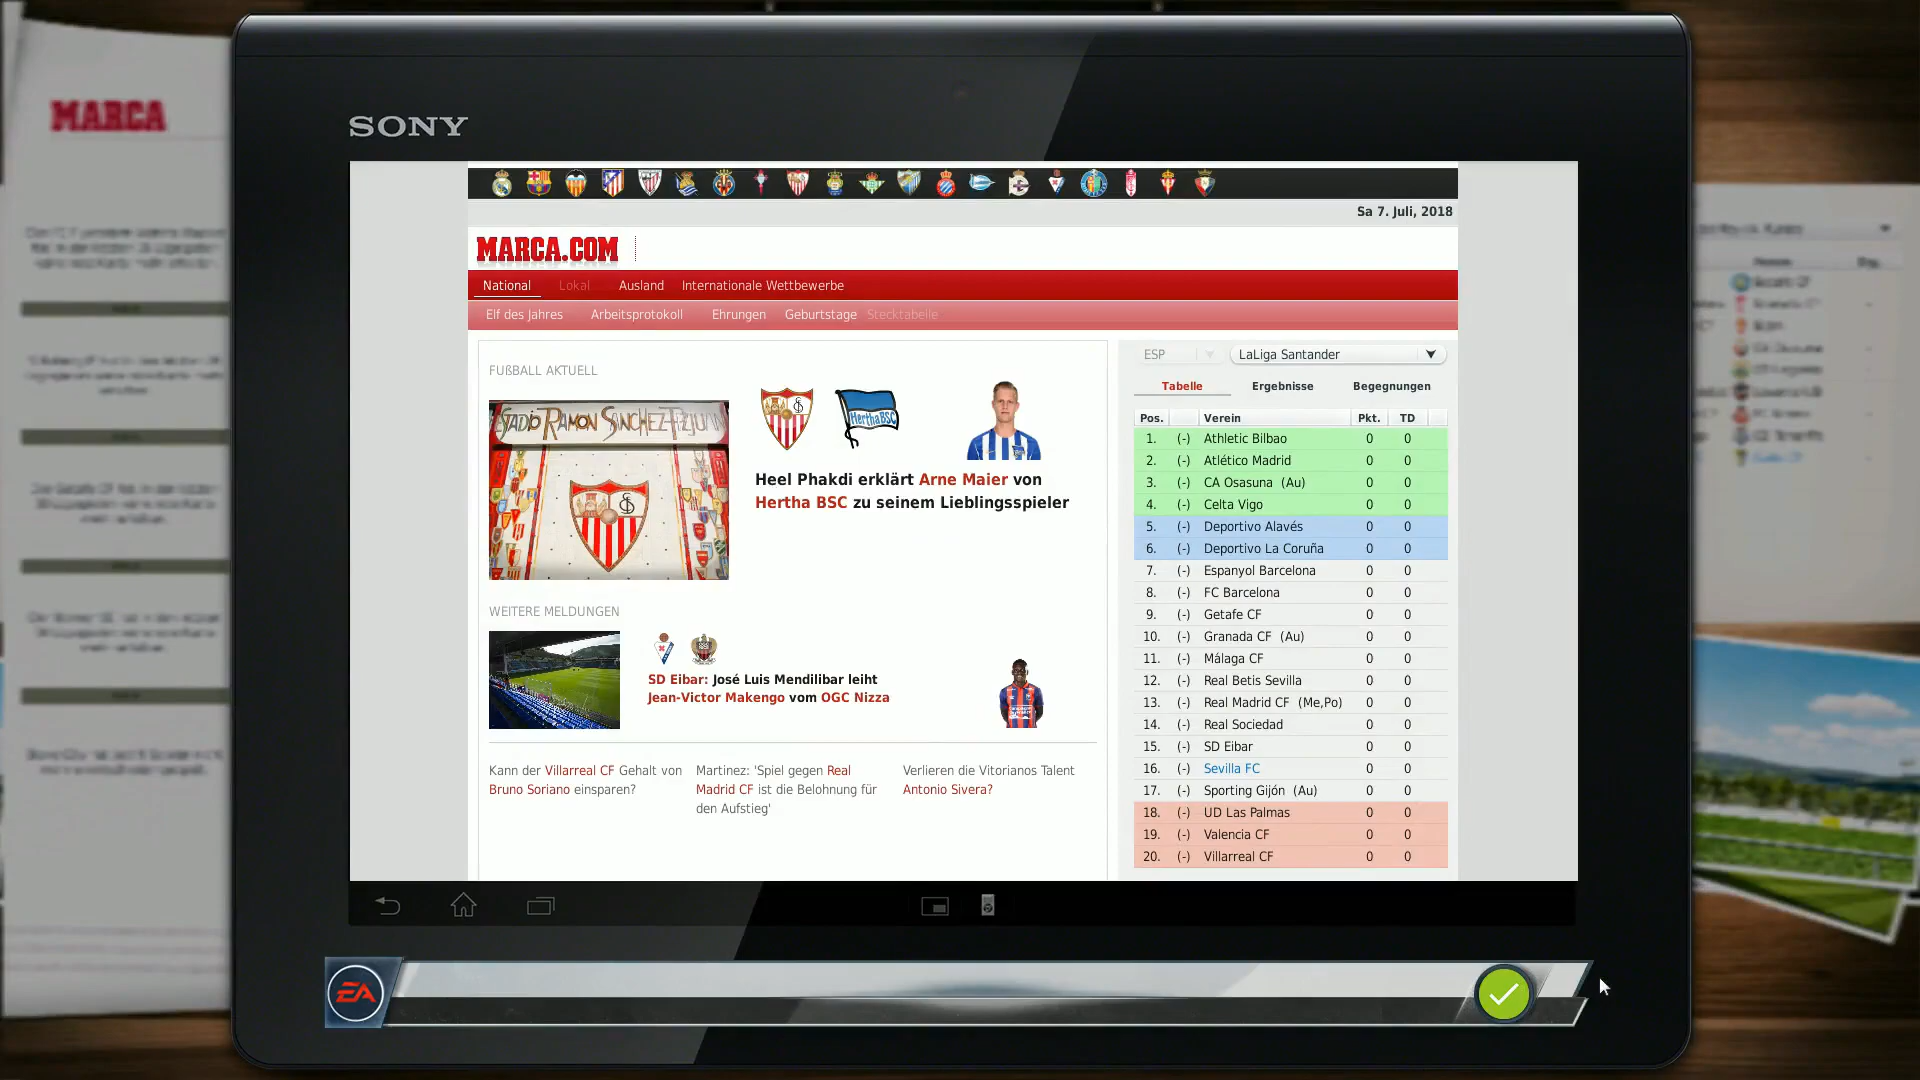 MARCA
SONY
Sa 7. Juli, 2018
MARCA.COM
National Lokal Ausland Internationale Wettbewerbe
Elf des Jahres Arbeitsprotokoll Ehrungen Geburtstage Stecktabelle
FUßBALL AKTUELL
ESTADIO RAMON SANCHEZ-PIZJUAN
Hertha BSC
Heel Phakdi erklärt Arne Maier von
Hertha BSC zu seinem Lieblingsspieler
WEITERE MELDUNGEN
SD Eibar: José Luis Mendilibar leiht
Jean-Victor Makengo vom OGC Nizza
Kann der Villarreal CF Gehalt von
Bruno Soriano einsparen?
Martinez: 'Spiel gegen Real
Madrid CF ist die Belohnung für
den Aufstieg'
Verlieren die Vitorianos Talent
Antonio Sivera?
ESP LaLiga Santander
Tabelle Ergebnisse Begegnungen
Pos. Verein Pkt. TD
1. (-) Athletic Bilbao 0 0
2. (-) Atlético Madrid 0 0
3. (-) CA Osasuna (Au) 0 0
4. (-) Celta Vigo 0 0
5. (-) Deportivo Alavés 0 0
6. (-) Deportivo La Coruña 0 0
7. (-) Espanyol Barcelona 0 0
8. (-) FC Barcelona 0 0
9. (-) Getafe CF 0 0
10. (-) Granada CF (Au) 0 0
11. (-) Málaga CF 0 0
12. (-) Real Betis Sevilla 0 0
13. (-) Real Madrid CF (Me,Po) 0 0
14. (-) Real Sociedad 0 0
15. (-) SD Eibar 0 0
16. (-) Sevilla FC 0 0
17. (-) Sporting Gijón (Au) 0 0
18. (-) UD Las Palmas 0 0
19. (-) Valencia CF 0 0
20. (-) Villarreal CF 0 0
EA